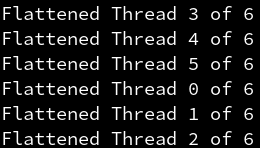 Flattened Thread 3 of 6
Flattened Thread 4 of 6
Flattened Thread 5 of 6
Flattened Thread 0 of 6
Flattened Thread 1 of 6
Flattened Thread 2 of 6